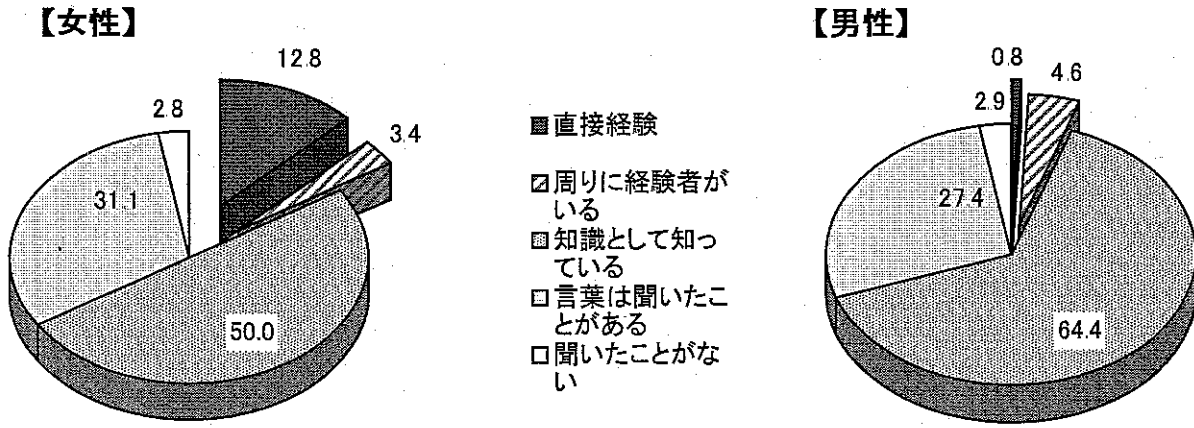 【女性】
12.8
3.4
50.0
31.1
2.8
直接経験
周りに経験者が
いる
知識として知っ
ている
言葉は聞いたこ
とがある
聞いたことがな
い
【男性】
0.8
4.6
64.4
27.4
2.9